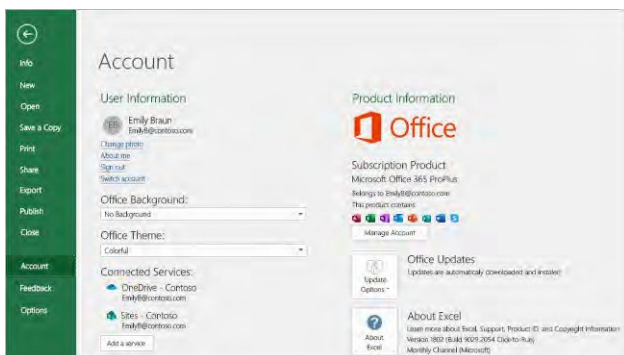 Info
New
Open
Save a Copy
Print
Share
Export
Publish
Close
Account
Feedback
Options
Account
User Information
EB
Emily Braun
EmilyB@contoso.com
Change photo
About me
Sign out
Switch account
Office Background:
No Background
Office Theme:
Colorful
Connected Services:
OneDrive - Contoso
EmilyB@contoso.com
Sites - Contoso
EmilyB@contoso.com
Add a service
Product Information
Office
Subscription Product
Microsoft Office 365 ProPlus
Belongs to EmilyB@contoso.com
This product contains
Manage Account
Update
Options
Office Updates
Updates are automatically downloaded and installed
About
Excel
About Excel
Learn more about Excel, Support, Product ID and Copyright information
Version 1802 (Build 9029.2054 Click-to-Run)
Monthly Channel (Microsoft)